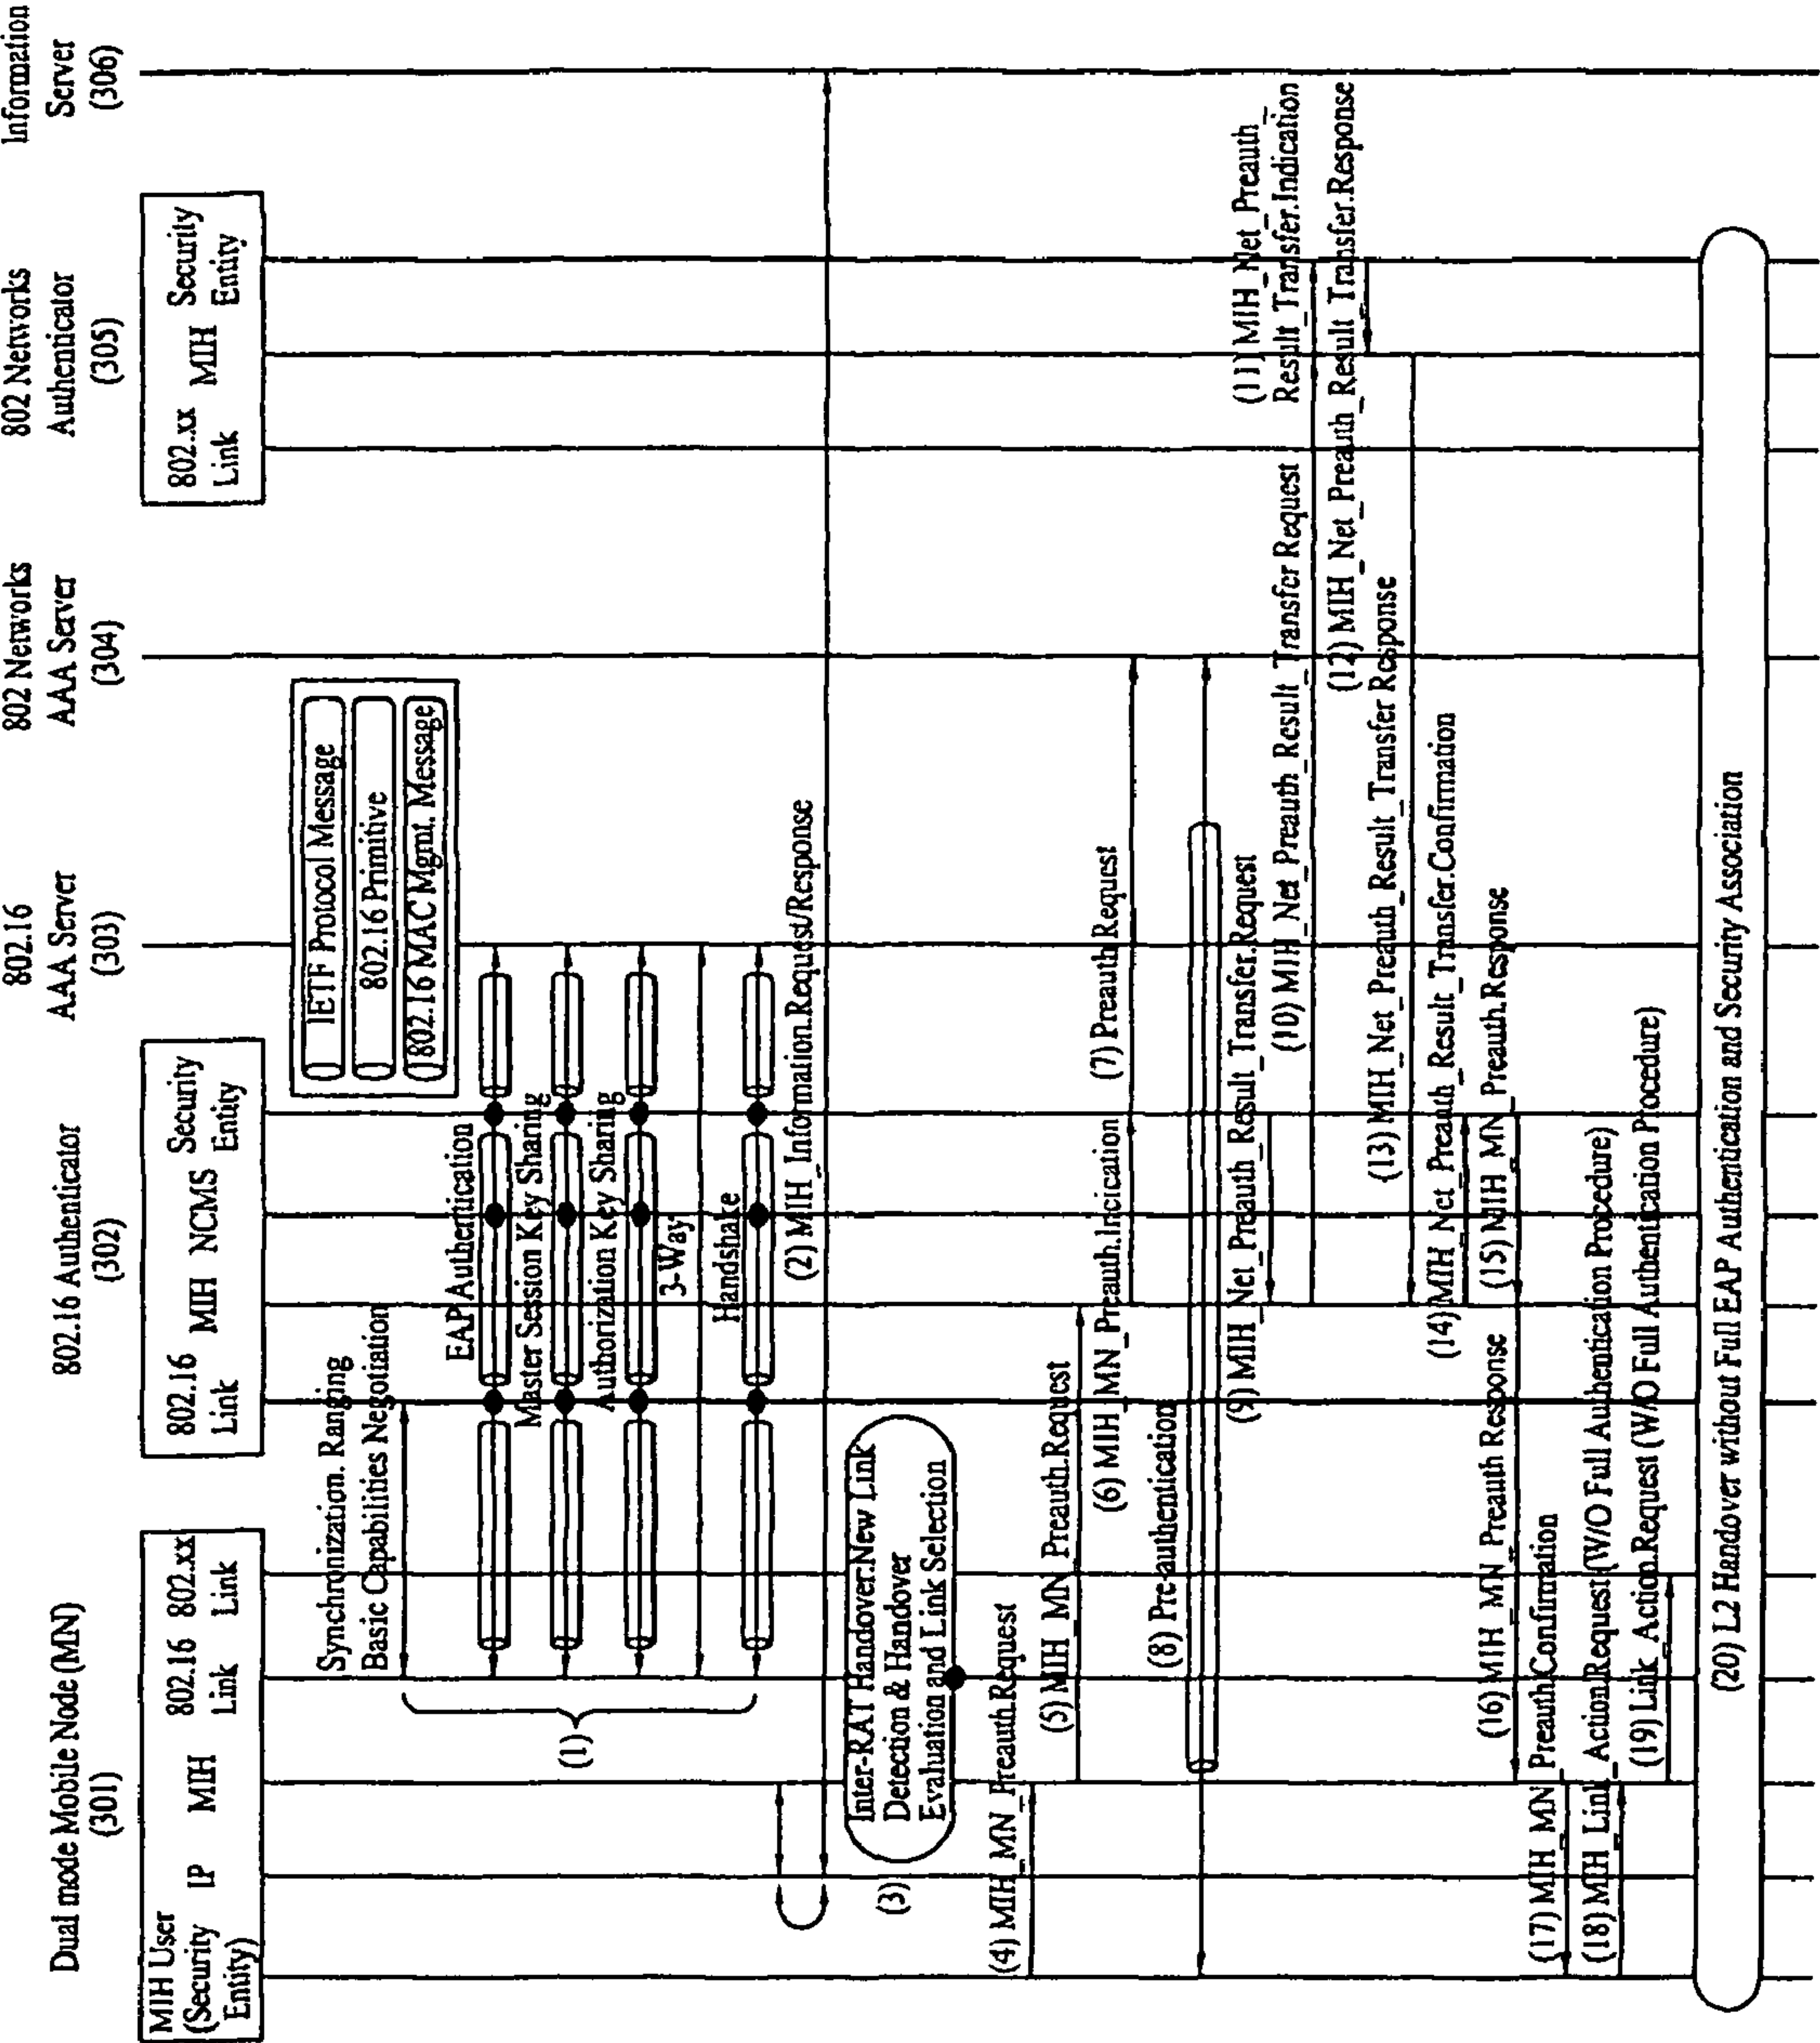 Dual mode Mobile Node (MN)
(301)
802.16 Authenticator
(302)
802.16
AAA Server
(303)
802 Networks
AAA Server
(304)
802 Networks
Authenticator
(305)
Information
Server
(306)
MIH User
(Security
Entity)
IP
MIH
802.16
Link
802.xx
Link
802.16
Link
MIH
NCMS
Security
Entity
802.xx
Link
MIH
Security
Entity
IETF Protocol Message
802.16 Primitive
802.16 MAC Mgmt. Message
Synchronization. Ranging
Basic Capabilities Negotiation
EAP Authentication
Master Session Key Sharing
Authorization Key Sharing
3-Way
Handshake
(1)
(2) MIH_Information.Request/Response
(3)
Inter-RAT Handover.New Link
Detection & Handover
Evaluation and Link Selection
(4) MIH_MN_Preauth.Request
(5) MIH_MN_Preauth.Request
(6) MIH_MN_Preauth.Incication
(7) Preauth.Request
(8) Pre-authentication
(9) MIH_Net_Preauth_Result_Transfer.Request
(10) MIH_Net_Preauth_Result_Transfer Request
(11) MIH_Net_Preauth_
Result_Transfer.Indication
(12) MIH_Net_Preauth_Result_Transfer.Response
(13) MIH_Net_Preauth_Result_Transfer Response
(14) MIH_Net_Preauth_Result_Transfer.Confirmation
(15) MIH_MN_Preauth.Response
(16) MIH_MN_Preauth Response
(17) MIH_MN_Preauth.Confirmation
(18) MIH_Link_Action.Request (W/O Full Authentication Procedure)
(19) Link_Action.Request (W/O Full Authentication Procedure)
(20) L2 Handover without Full EAP Authentication and Security Association